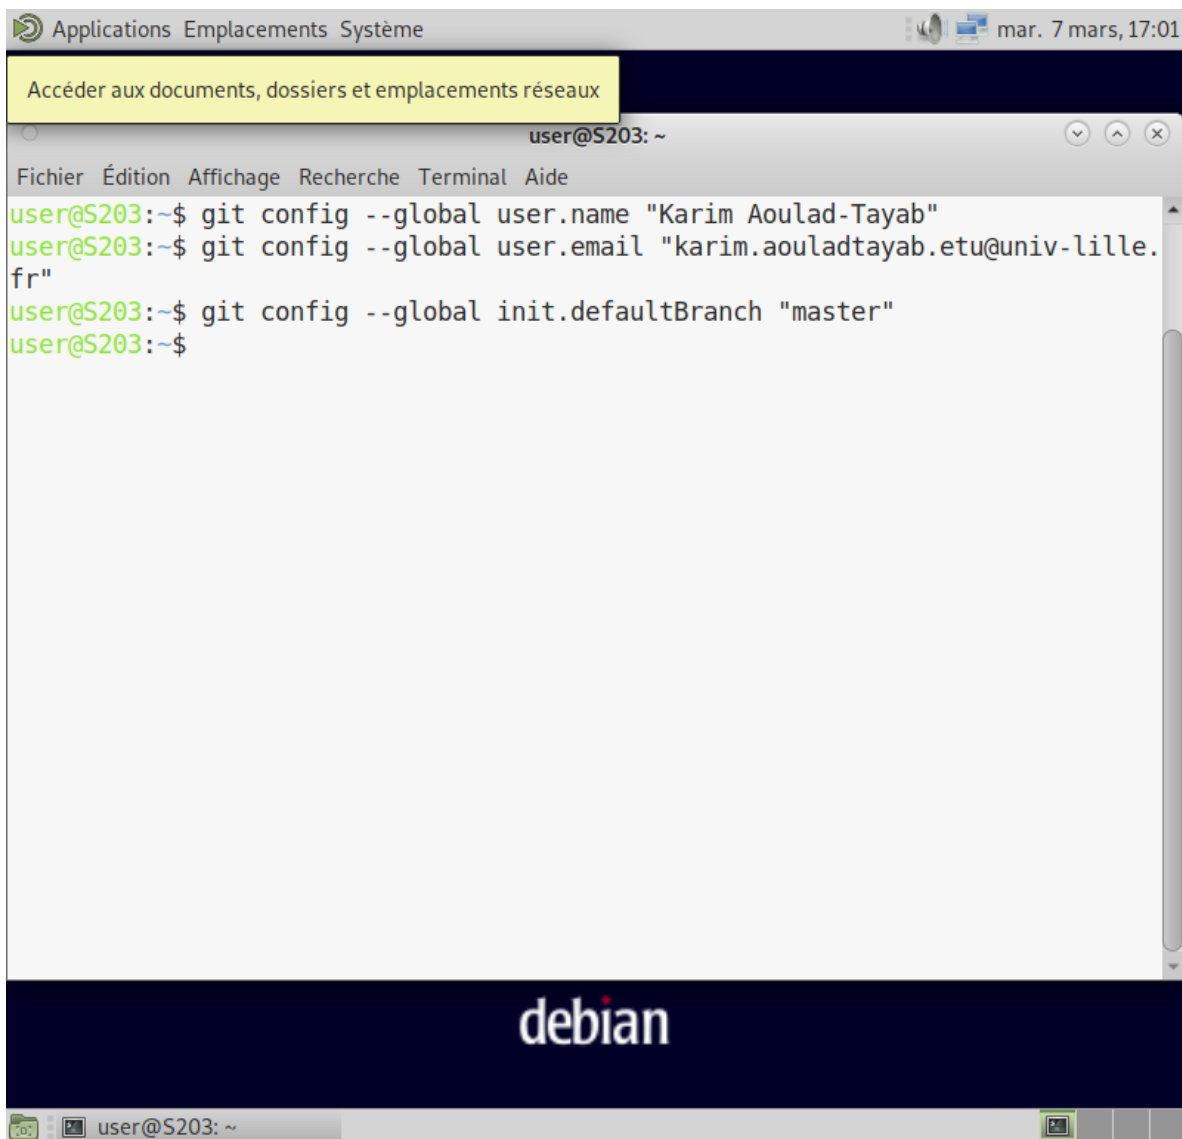 Applications Emplacements Système
mar. 7 mars, 17:01
Accéder aux documents, dossiers et emplacements réseaux
user@S203: ~
Fichier Édition Affichage Recherche Terminal Aide
user@S203:~$ git config --global user.name "Karim Aoulad-Tayab"
user@S203:~$ git config --global user.email "karim.aouladtayab.etu@univ-lille.
fr"
user@S203:~$ git config --global init.defaultBranch "master"
user@S203:~$
debian
user@S203: ~